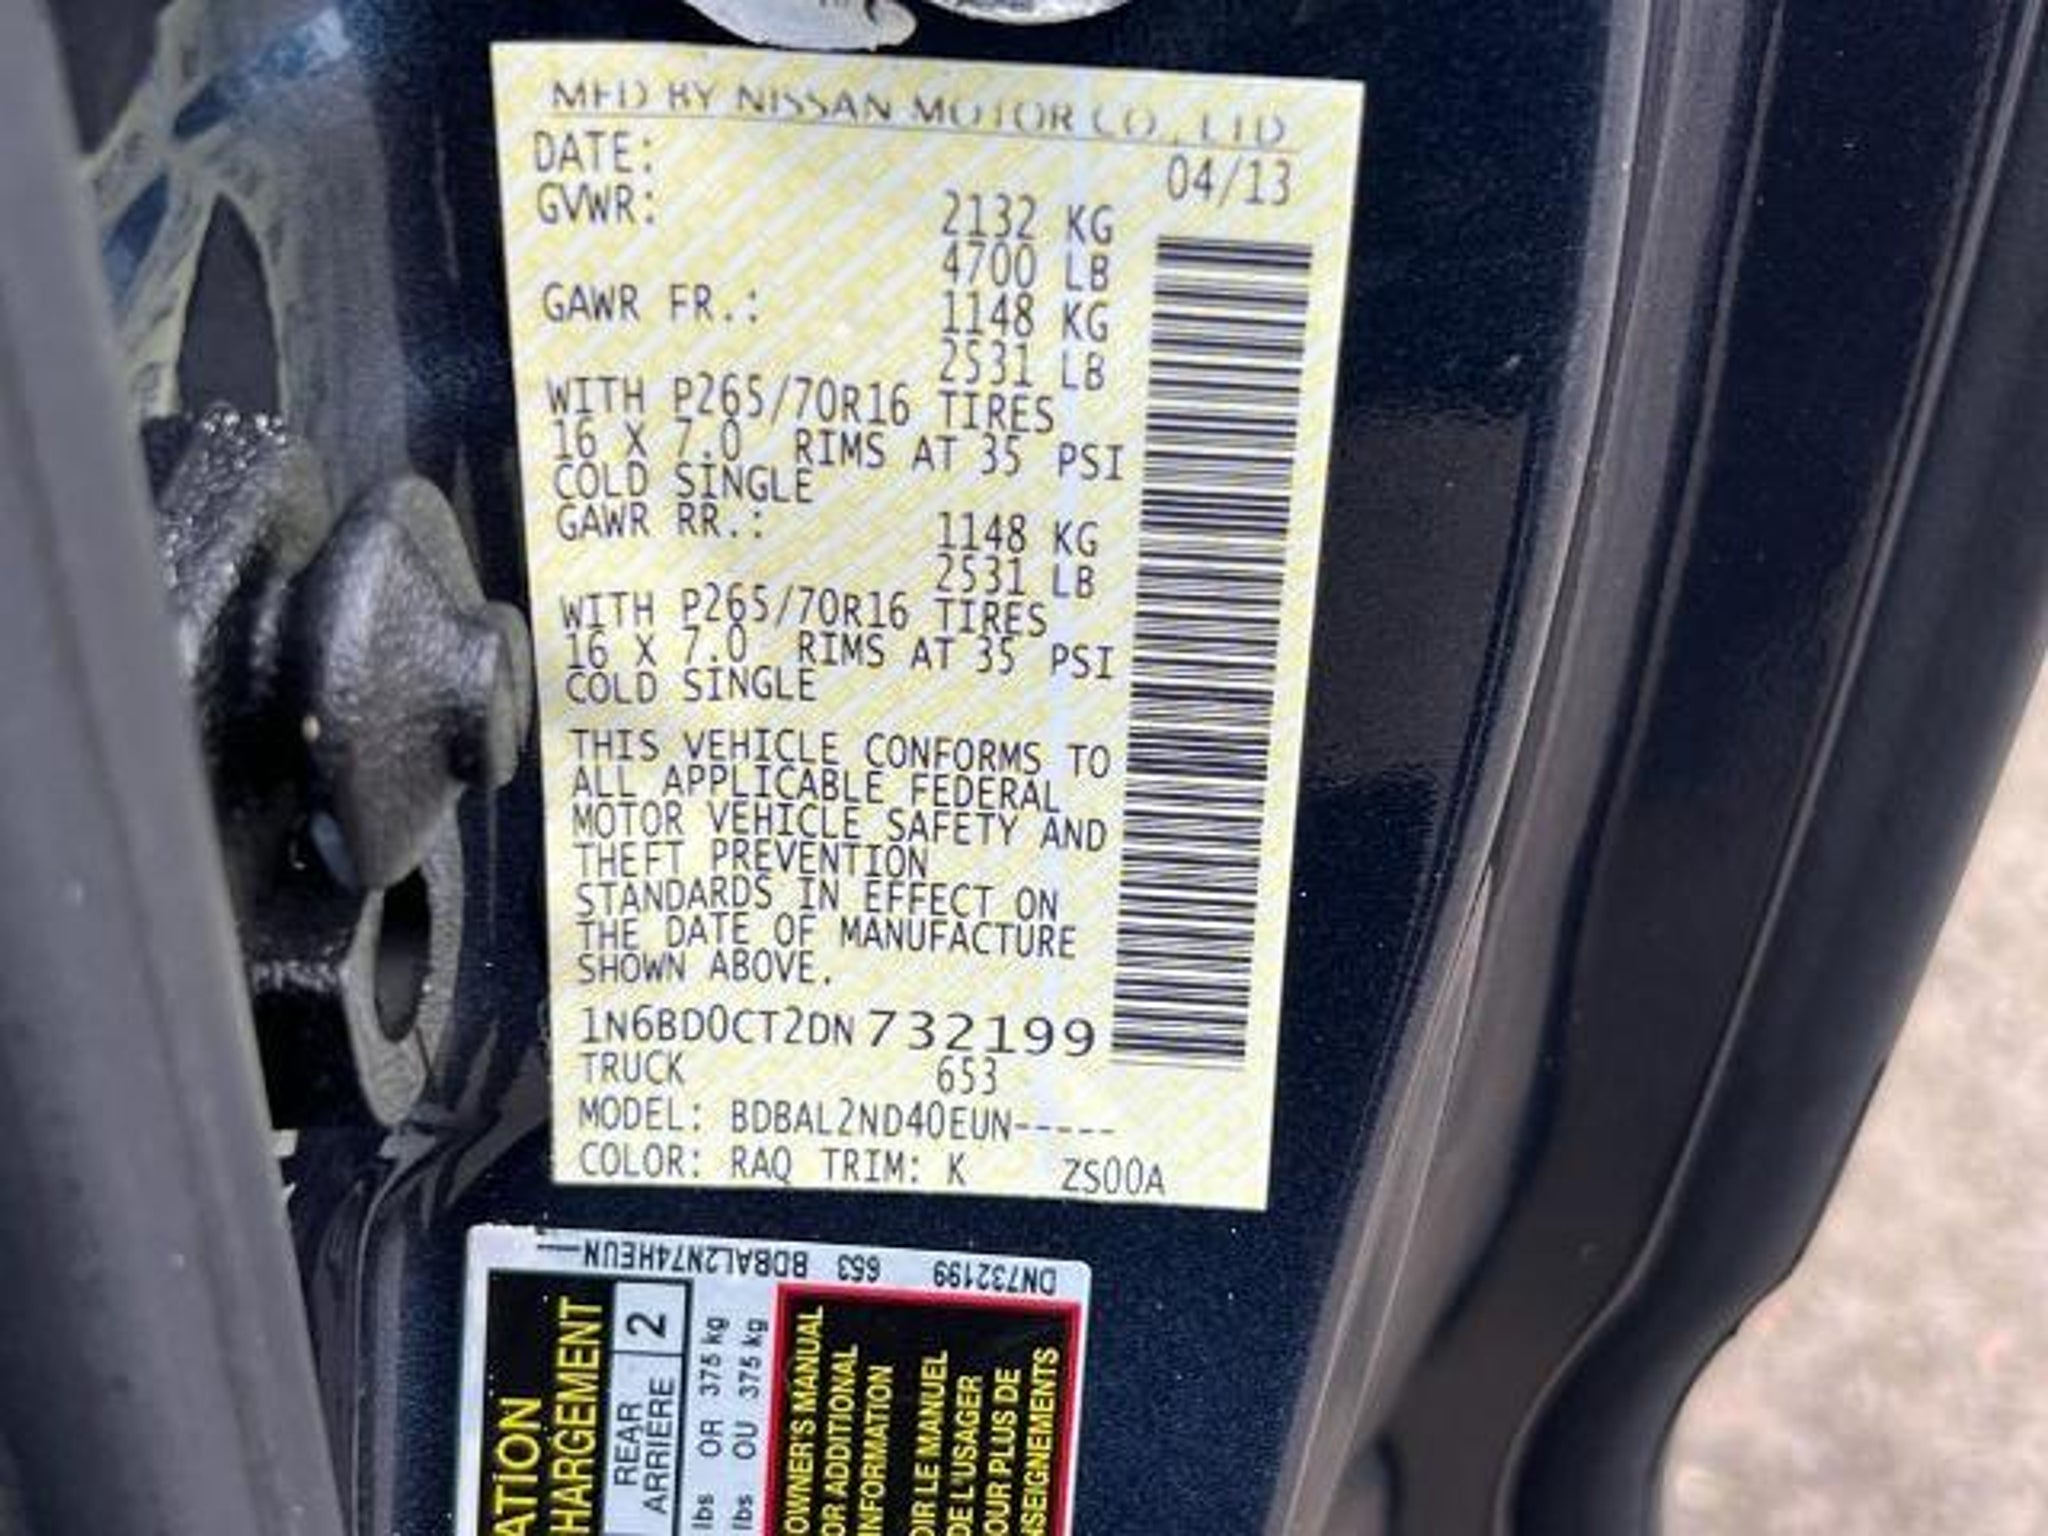 MFD BY NISSAN MOTOR CO., LTD
DATE: 04/13
GVWR: 2132 KG
4700 LB
GAWR FR.: 1148 KG
2531 LB
WITH P265/70R16 TIRES
16 X 7.0 RIMS AT 35 PSI
COLD SINGLE
GAWR RR.: 1148 KG
2531 LB
WITH P265/70R16 TIRES
16 X 7.0 RIMS AT 35 PSI
COLD SINGLE
THIS VEHICLE CONFORMS TO
ALL APPLICABLE FEDERAL
MOTOR VEHICLE SAFETY AND
THEFT PREVENTION
STANDARDS IN EFFECT ON
THE DATE OF MANUFACTURE
SHOWN ABOVE.
1N6BD0CT2DN732199
TRUCK 653
MODEL: BDBAL2ND40EUN-----
COLOR: RAQ TRIM: K ZS00A
DN732199 653 BDBAL2N74HEUN
ATION
HARGEMENT
REAR 2
ARRIERE
lbs OR 375 kg
lbs OU 375 kg
OWNER'S MANUAL
OR ADDITIONAL
INFORMATION
OIR LE MANUEL
DE L'USAGER
OUR PLUS DE
NSEIGNEMENTS